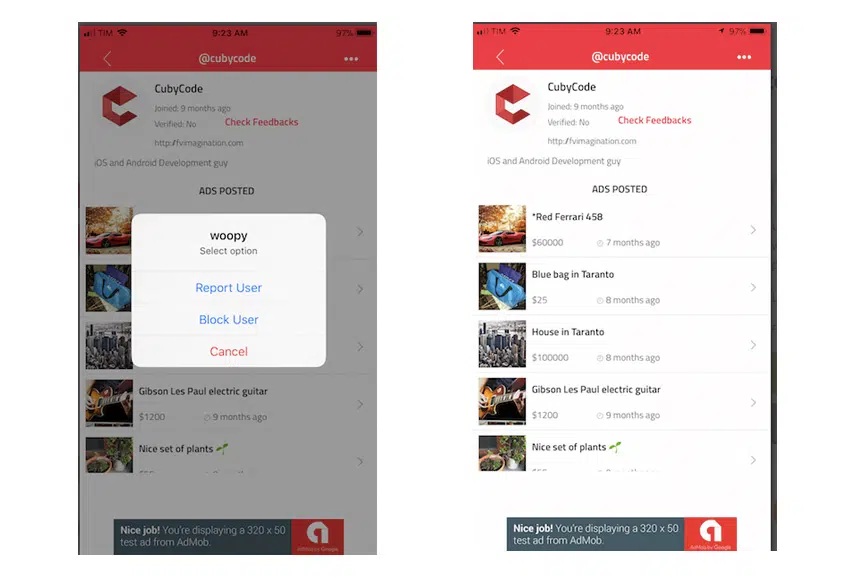 TIM 9:23 AM 97%
@cubycode
CubyCode
Joined: 9 months ago
Verified: No
Check Feedbacks
http://fvimagination.com
iOS and Android Development guy
ADS POSTED
woopy
Select option
Report User
Block User
Cancel
Gibson Les Paul electric guitar
$1200 9 months ago
Nice set of plants 🌱
Nice job! You're displaying a 320 x 50
test ad from AdMob.
AdMob by Google
TIM 9:23 AM 97%
@cubycode
CubyCode
Joined: 9 months ago
Verified: No
Check Feedbacks
http://fvimagination.com
iOS and Android Development guy
ADS POSTED
*Red Ferrari 458
$60000 7 months ago
Blue bag in Taranto
$25 8 months ago
House in Taranto
$100000 8 months ago
Gibson Les Paul electric guitar
$1200 9 months ago
Nice set of plants 🌱
Nice job! You're displaying a 320 x 50
test ad from AdMob.
AdMob by Google